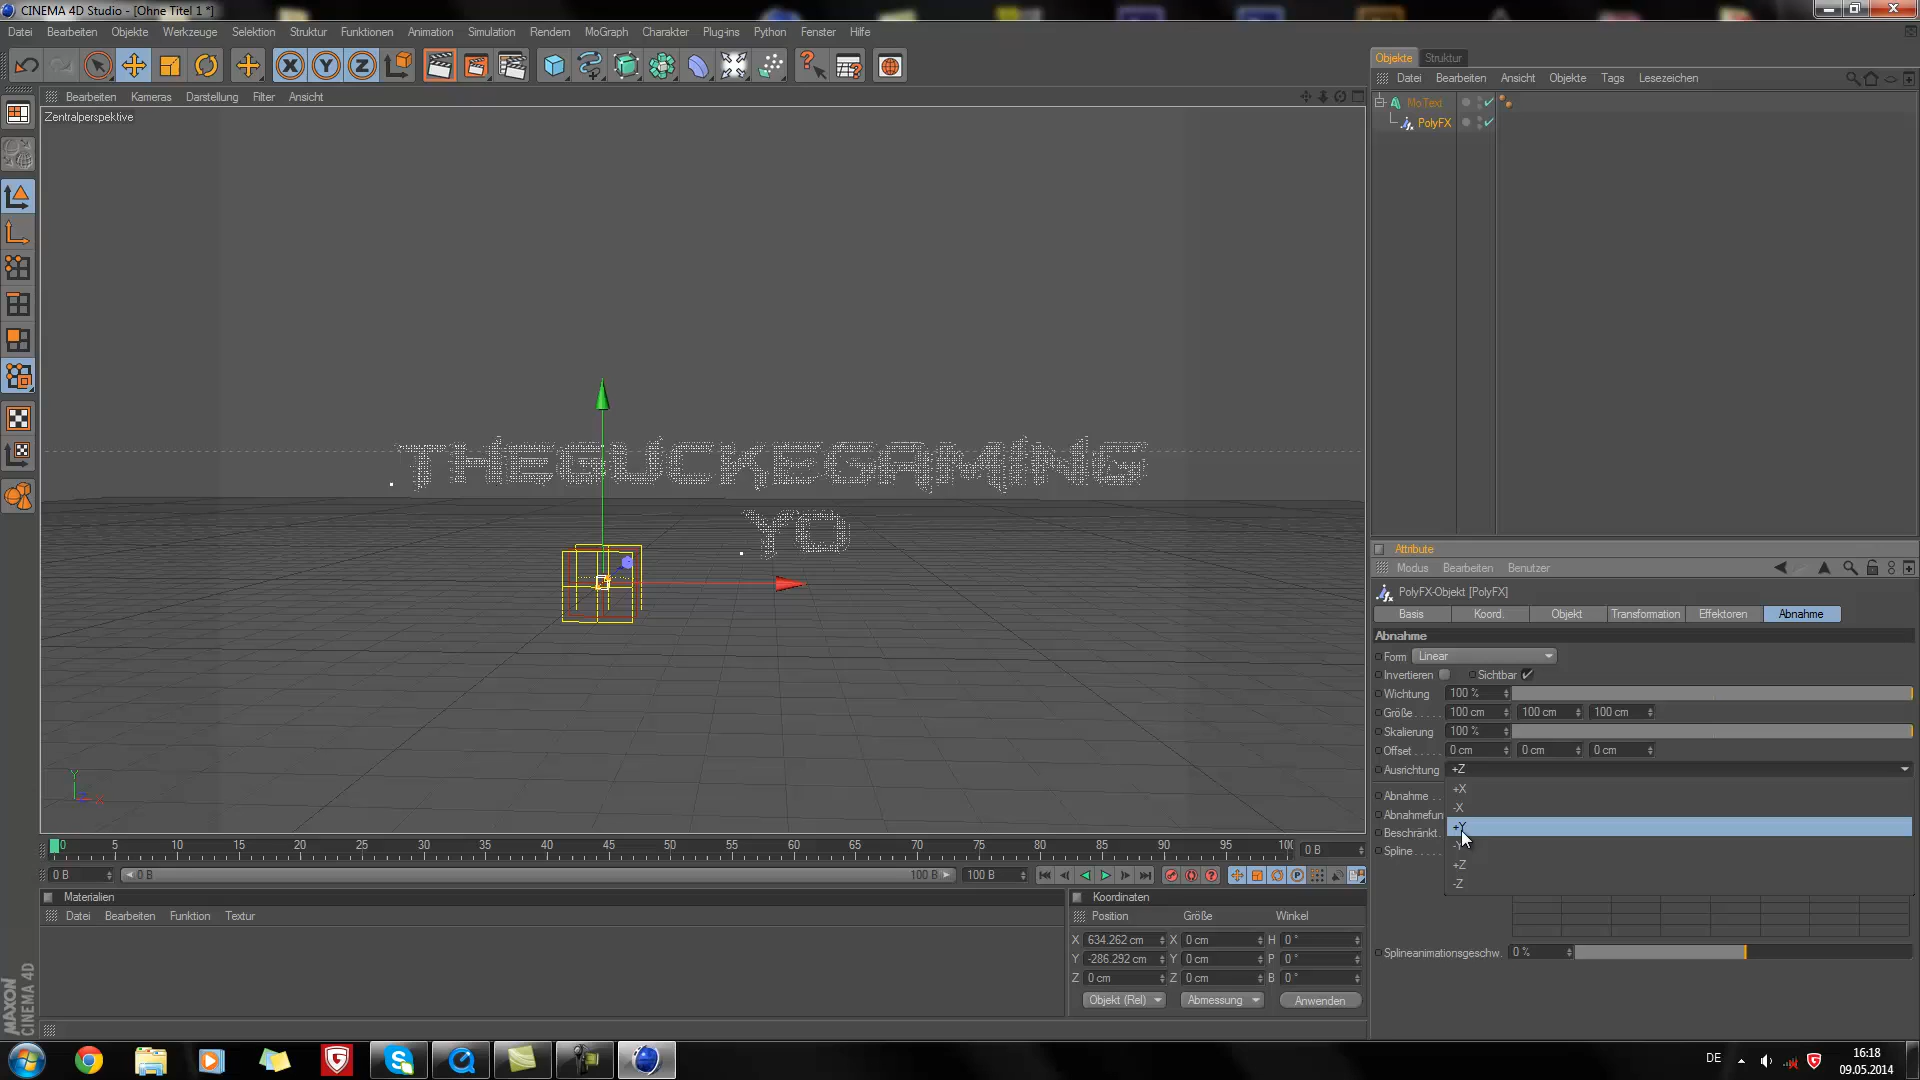 CINEMA 4D Studio - [Ohne Titel 1 *]
Datei Bearbeiten Objekte Werkzeuge Selektion Struktur Funktionen Animation Simulation Rendern MoGraph Charakter Plug-ins Python Fenster Hilfe
Bearbeiten Kameras Darstellung Filter Ansicht
Zentralperspektive
THEGUCKEGAMING
YO
Y
X
0 5 10 15 20 25 30 35 40 45 50 55 60 65 70 75 80 85 90 95 100
0 B
0 B 0 B 100 B 100 B
Materialien
Datei Bearbeiten Funktion Textur
Koordinaten
Position Größe Winkel
X 634.262 cm X 0 cm H 0 °
Y -286.292 cm Y 0 cm P 0 °
Z 0 cm Z 0 cm B 0 °
Objekt (Rel) Abmessung Anwenden
MAXON
CINEMA 4D
Objekte Struktur
Datei Bearbeiten Ansicht Objekte Tags Lesezeichen
MoText
PolyFX
Attribute
Modus Bearbeiten Benutzer
PolyFX-Objekt [PolyFX]
Basis Koord. Objekt Transformation Effektoren Abnahme
Abnahme
Form Linear
Invertieren Sichtbar
Wichtung 100 %
Größe 100 cm 100 cm 100 cm
Skalierung 100 %
Offset 0 cm 0 cm 0 cm
Ausrichtung +Z
+X
-X
+Y
-Y
+Z
-Z
Abnahme
Abnahmefun
Beschränkt
Spline
Splineanimationsgeschw. 0 %
DE
16:18
09.05.2014